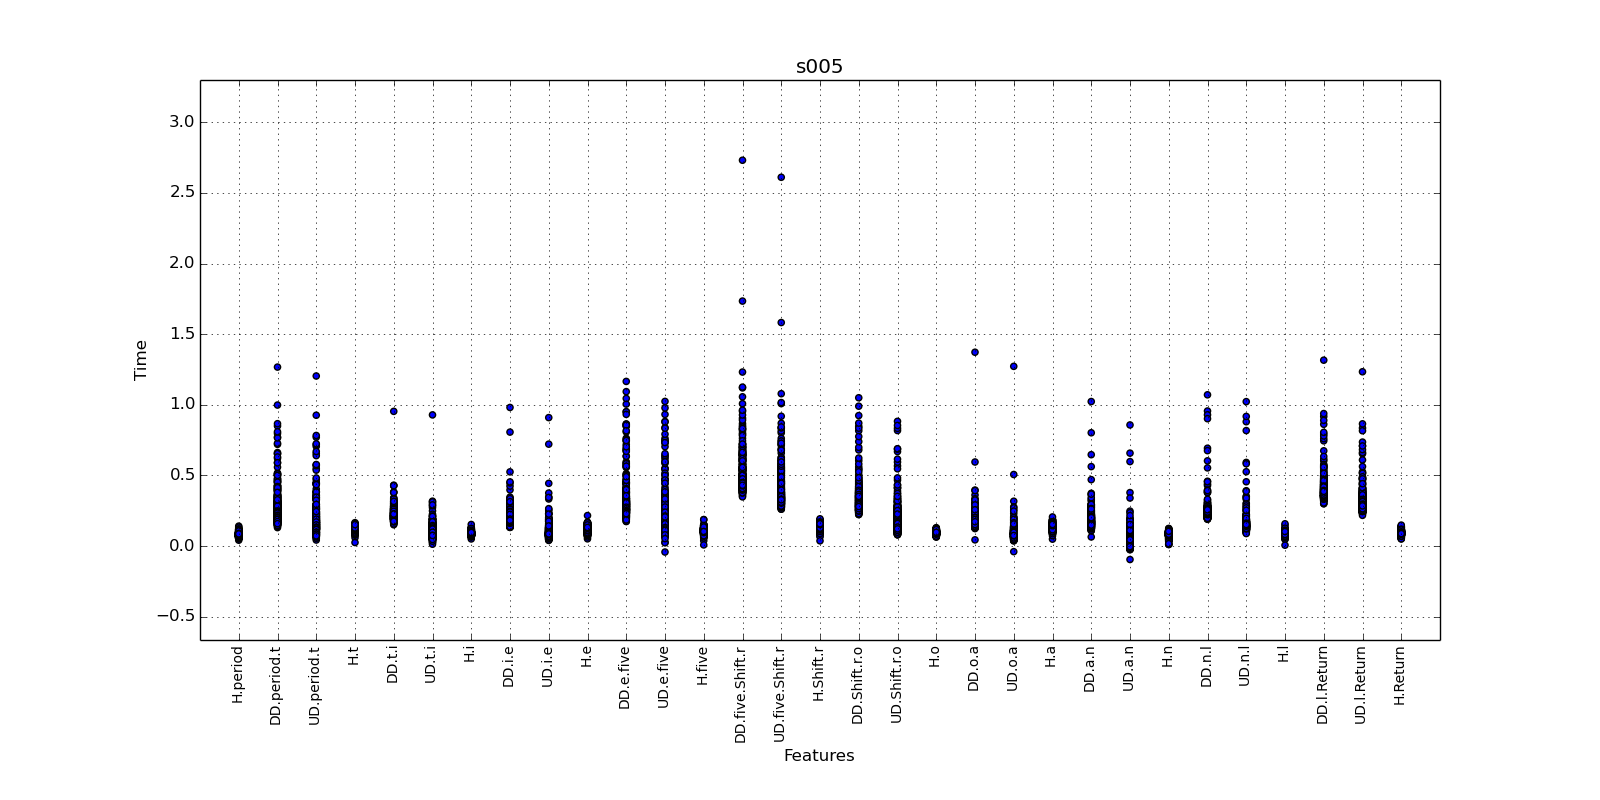 s005
3.0
2.5
2.0
1.5
1.0
0.5
0.0
−0.5
Time
H.period
DD.period.t
UD.period.t
H.t
DD.t.i
UD.t.i
H.i
DD.i.e
UD.i.e
H.e
DD.e.five
UD.e.five
H.five
DD.five.Shift.r
UD.five.Shift.r
H.Shift.r
DD.Shift.r.o
UD.Shift.r.o
H.o
DD.o.a
UD.o.a
H.a
DD.a.n
UD.a.n
H.n
DD.n.l
UD.n.l
H.l
DD.l.Return
UD.l.Return
H.Return
Features